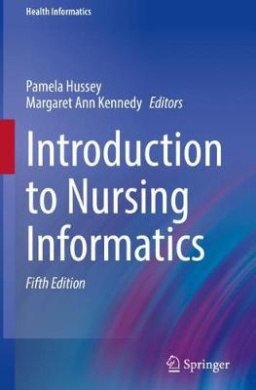 Health Informatics
Pamela Hussey
Margaret Ann Kennedy Editors
Introduction
to Nursing
Informatics
Fifth Edition
Springer